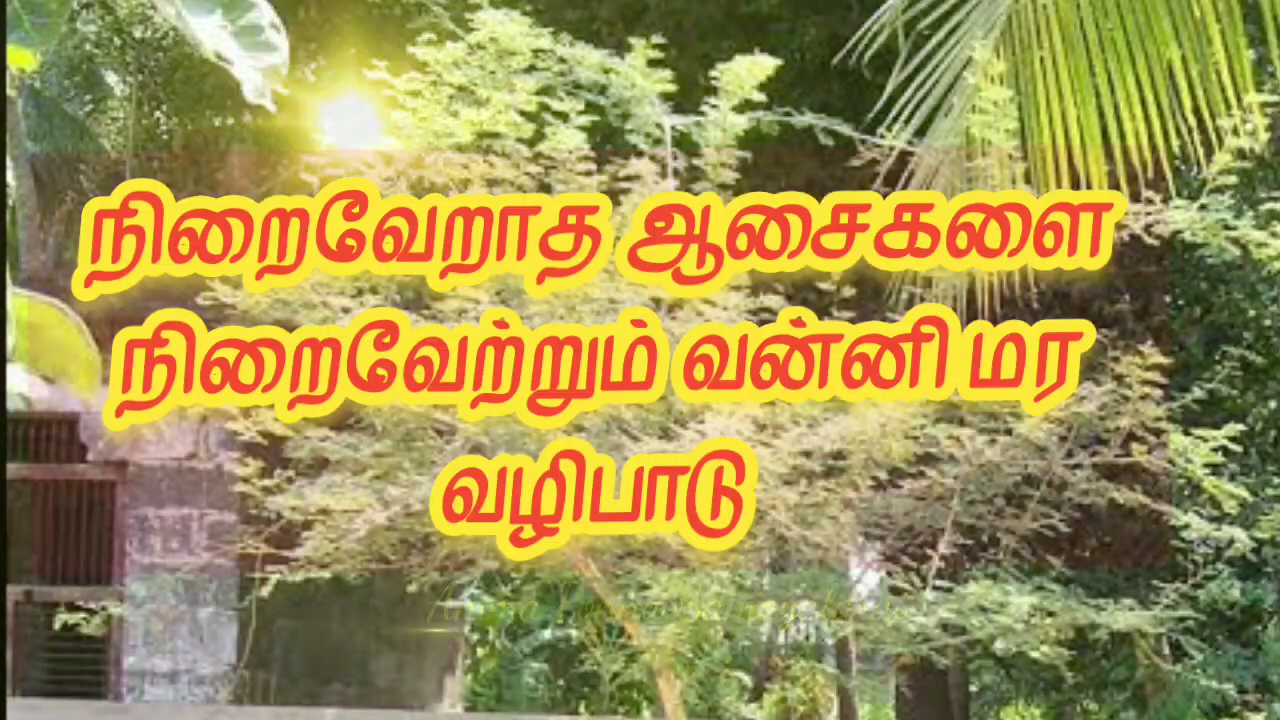 நிறைவேறாத ஆசைகளை
நிறைவேற்றும் வன்னி மர
வழிபாடு